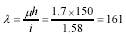 λ = μh / i = 1.7×150 / 1.58 = 161